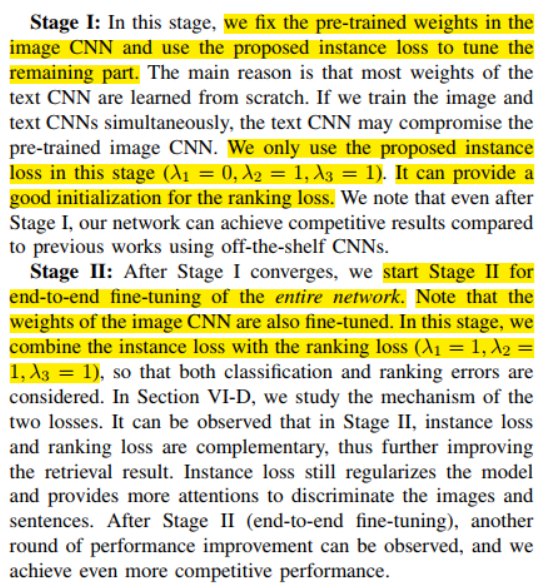 Stage I: In this stage, we fix the pre-trained weights in the
image CNN and use the proposed instance loss to tune the
remaining part. The main reason is that most weights of the
text CNN are learned from scratch. If we train the image and
text CNNs simultaneously, the text CNN may compromise the
pre-trained image CNN. We only use the proposed instance
loss in this stage (λ₁ = 0, λ₂ = 1, λ₃ = 1). It can provide a
good initialization for the ranking loss. We note that even after
Stage I, our network can achieve competitive results compared
to previous works using off-the-shelf CNNs.
Stage II: After Stage I converges, we start Stage II for
end-to-end fine-tuning of the entire network. Note that the
weights of the image CNN are also fine-tuned. In this stage, we
combine the instance loss with the ranking loss (λ₁ = 1, λ₂ =
1, λ₃ = 1), so that both classification and ranking errors are
considered. In Section VI-D, we study the mechanism of the
two losses. It can be observed that in Stage II, instance loss
and ranking loss are complementary, thus further improving
the retrieval result. Instance loss still regularizes the model
and provides more attentions to discriminate the images and
sentences. After Stage II (end-to-end fine-tuning), another
round of performance improvement can be observed, and we
achieve even more competitive performance.